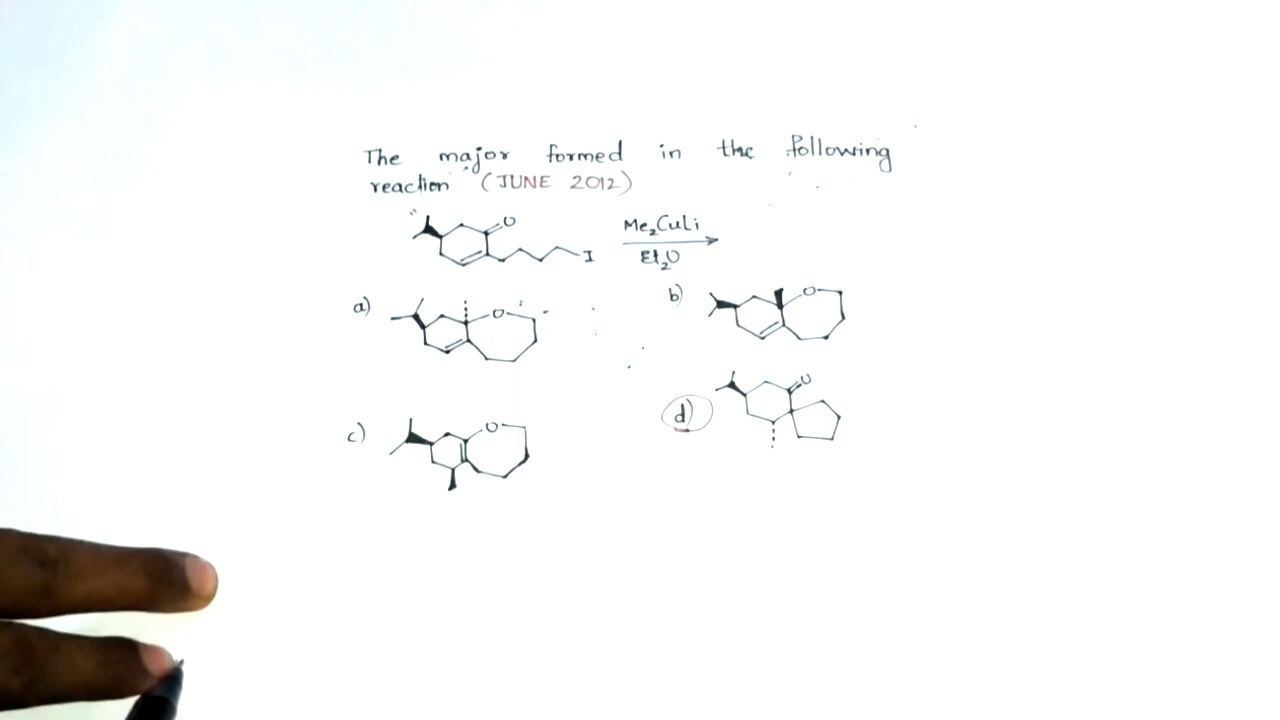 The major formed in the following
reaction (JUNE 2012)
O
I
Me₂CuLi
Et₂O
a)
O
b)
O
c)
O
d)
O